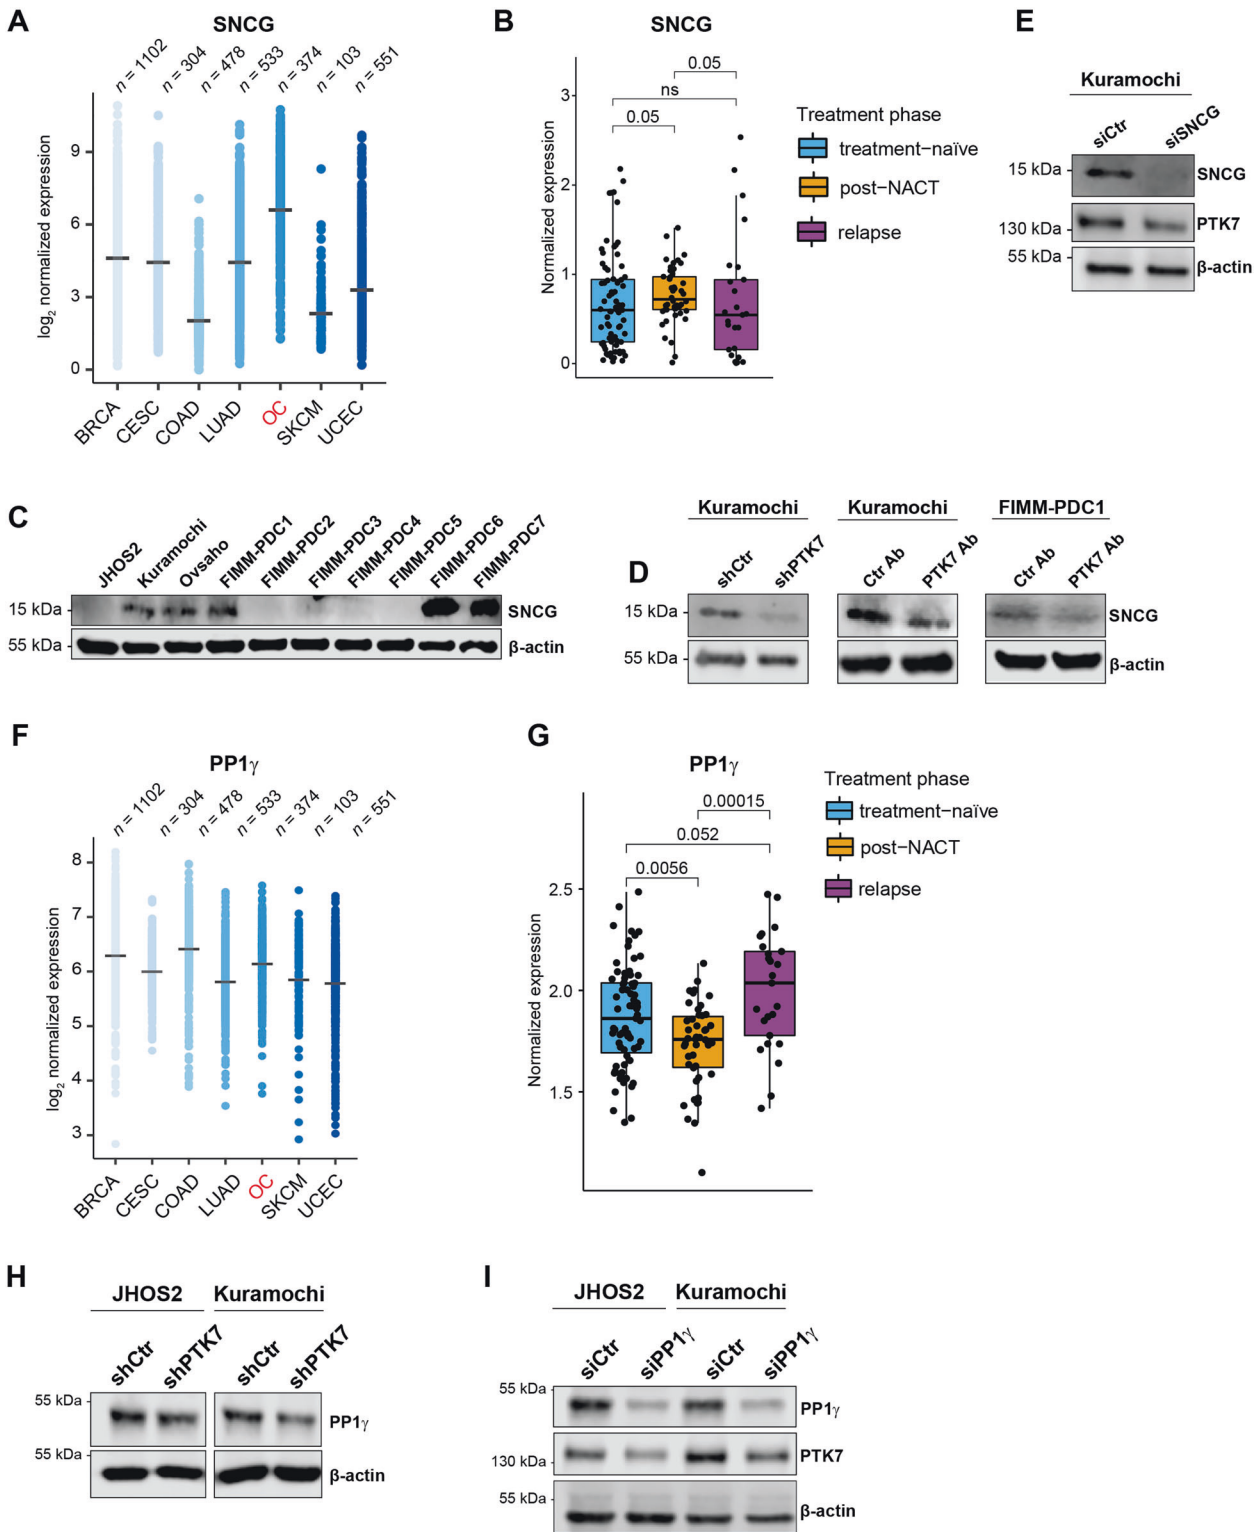 A
SNCG
n = 1102
n = 304
n = 478
n = 533
n = 374
n = 103
n = 551
log2 normalized expression
9
6
3
0
BRCA
CESC
COAD
LUAD
OC
SKCM
UCEC
B
SNCG
0.05
ns
0.05
Normalized expression
3
2
1
0
Treatment phase
treatment−naïve
post−NACT
relapse
E
Kuramochi
siCtr
siSNCG
15 kDa
SNCG
130 kDa
PTK7
55 kDa
β-actin
C
JHOS2
Kuramochi
Ovsaho
FIMM-PDC1
FIMM-PDC2
FIMM-PDC3
FIMM-PDC4
FIMM-PDC5
FIMM-PDC6
FIMM-PDC7
15 kDa
SNCG
55 kDa
β-actin
D
Kuramochi
Kuramochi
FIMM-PDC1
shCtr
shPTK7
Ctr Ab
PTK7 Ab
Ctr Ab
PTK7 Ab
15 kDa
SNCG
55 kDa
β-actin
F
PP1γ
n = 1102
n = 304
n = 478
n = 533
n = 374
n = 103
n = 551
log2 normalized expression
8
7
6
5
4
3
BRCA
CESC
COAD
LUAD
OC
SKCM
UCEC
G
PP1γ
0.00015
0.052
0.0056
Normalized expression
2.5
2.0
1.5
Treatment phase
treatment−naïve
post−NACT
relapse
H
JHOS2
Kuramochi
shCtr
shPTK7
shCtr
shPTK7
55 kDa
PP1γ
55 kDa
β-actin
I
JHOS2
Kuramochi
siCtr
siPP1γ
siCtr
siPP1γ
55 kDa
PP1γ
130 kDa
PTK7
55 kDa
β-actin